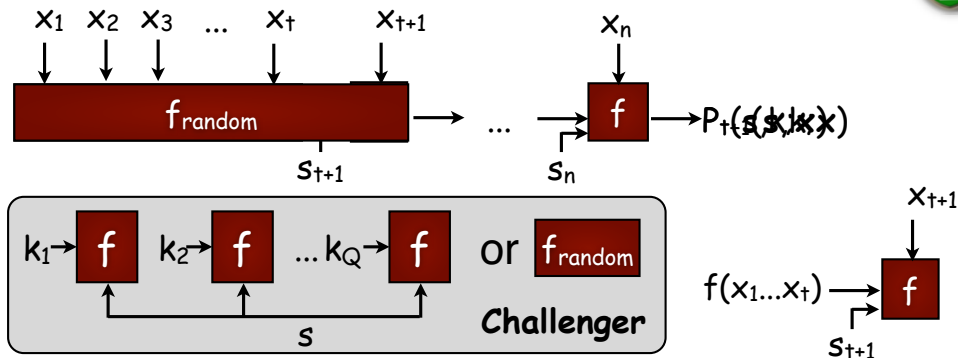 x1 x2 x3 ... xt xt+1 xn
frandom ... f
st+1 sn
xt+1
k1 f k2 f ... kQ f or frandom
f(x1...xt) f
s Challenger
st+1